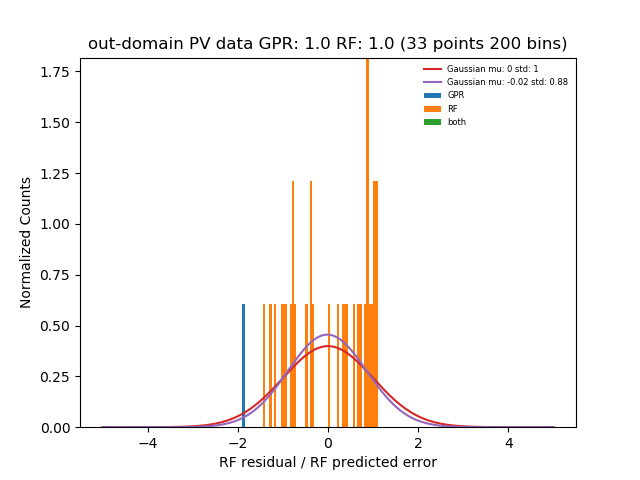 out-domain PV data GPR: 1.0 RF: 1.0 (33 points 200 bins)
Gaussian mu: 0 std: 1
Gaussian mu: -0.02 std: 0.88
GPR
RF
both
Normalized Counts
1.75
1.50
1.25
1.00
0.75
0.50
0.25
0.00
−4
−2
0
2
4
RF residual / RF predicted error